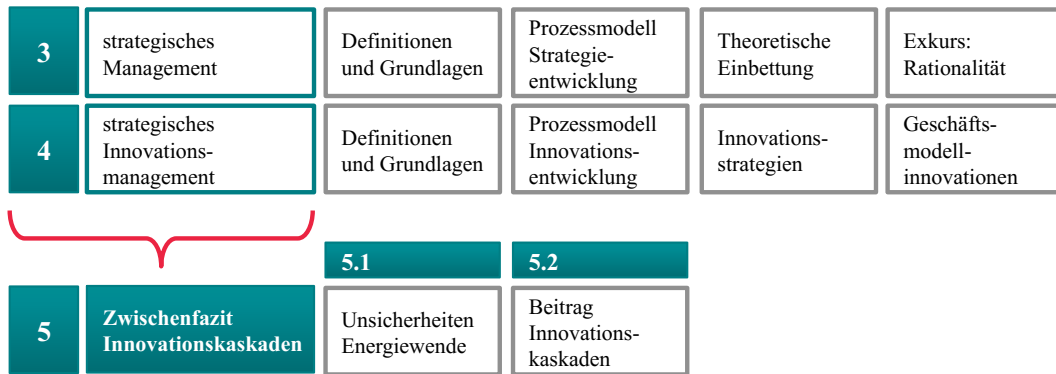 3
strategisches
Management
Definitionen
und Grundlagen
Prozessmodell
Strategie-
entwicklung
Theoretische
Einbettung
Exkurs:
Rationalität
4
strategisches
Innovations-
management
Definitionen
und Grundlagen
Prozessmodell
Innovations-
entwicklung
Innovations-
strategien
Geschäfts-
modell-
innovationen
5.1
5.2
5
Zwischenfazit
Innovationskaskaden
Unsicherheiten
Energiewende
Beitrag
Innovations-
kaskaden